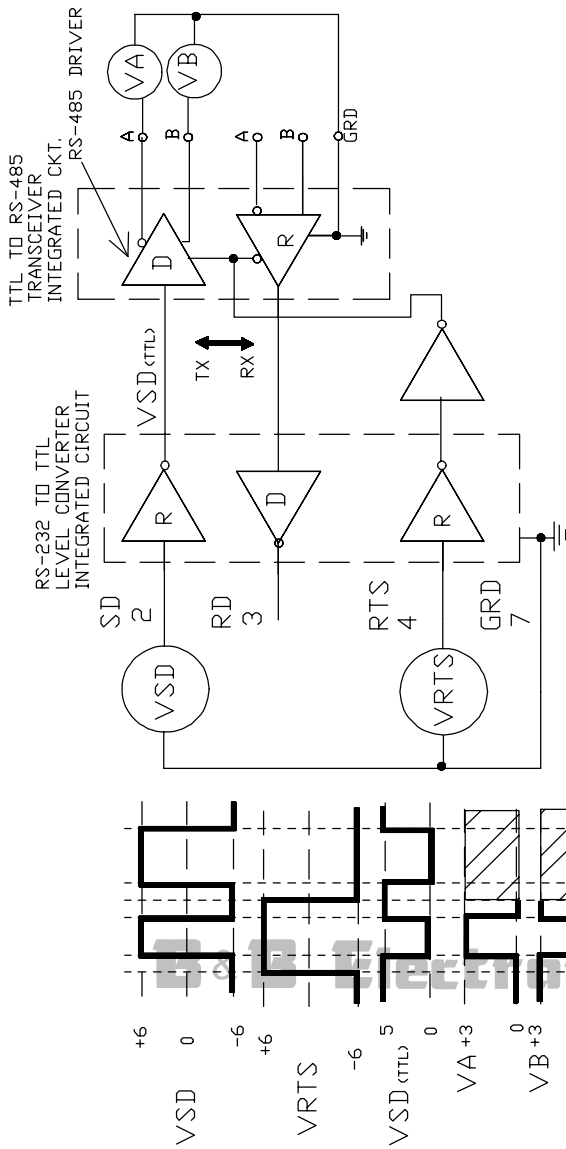 TTL TO RS-485
TRANSCEIVER
INTEGRATED CKT.
RS-485 DRIVER
VA
VB
A
B
A
B
GRD
D
R
VSD (TTL)
TX
RX
RS-232 TO TTL
LEVEL CONVERTER
INTEGRATED CIRCUIT
R
D
R
SD
2
RD
3
RTS
4
GRD
7
VSD
VRTS
VSD
+6
0
-6
VRTS
+6
-6
VSD (TTL)
5
0
VA
+3
0
VB
+3
B&B Electro